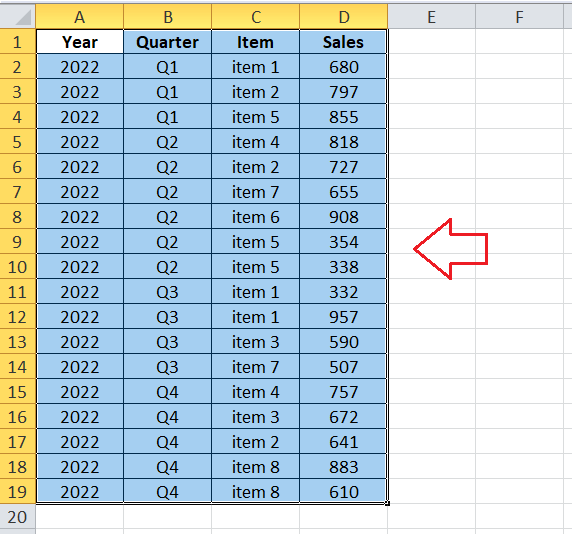 A B C D E F
1 Year Quarter Item Sales
2 2022 Q1 item 1 680
3 2022 Q1 item 2 797
4 2022 Q1 item 5 855
5 2022 Q2 item 4 818
6 2022 Q2 item 2 727
7 2022 Q2 item 7 655
8 2022 Q2 item 6 908
9 2022 Q2 item 5 354
10 2022 Q2 item 5 338
11 2022 Q3 item 1 332
12 2022 Q3 item 1 957
13 2022 Q3 item 3 590
14 2022 Q3 item 7 507
15 2022 Q4 item 4 757
16 2022 Q4 item 3 672
17 2022 Q4 item 2 641
18 2022 Q4 item 8 883
19 2022 Q4 item 8 610
20